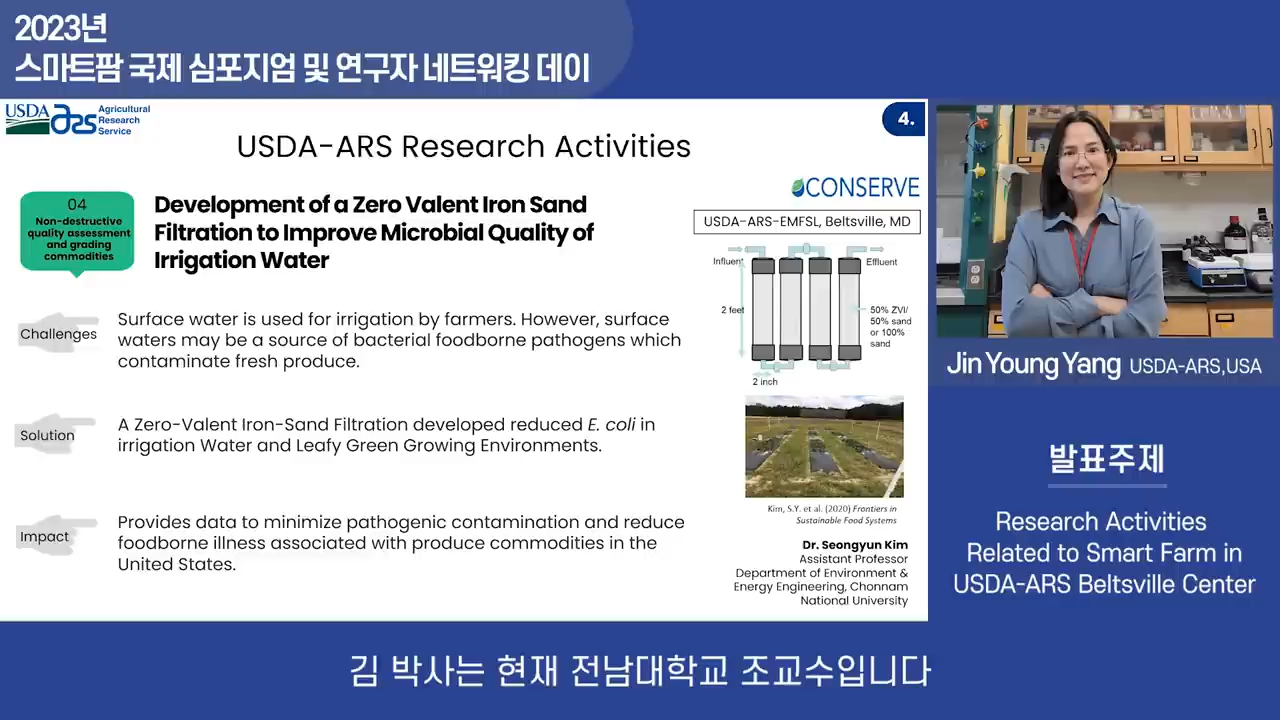 2023년
스마트팜 국제 심포지엄 및 연구자 네트워킹 데이
USDA ars Agricultural
Research
Service
4.
USDA-ARS Research Activities
04
Non-destructive
quality assessment
and grading
commodities
Development of a Zero Valent Iron Sand
Filtration to Improve Microbial Quality of
Irrigation Water
CONSERVE
USDA-ARS-EMFSL, Beltsville, MD
Influent
Effluent
2 feet
50% ZVI/
50% sand
or 100%
sand
2 inch
Challenges
Surface water is used for irrigation by farmers. However, surface
waters may be a source of bacterial foodborne pathogens which
contaminate fresh produce.
Solution
A Zero-Valent Iron-Sand Filtration developed reduced E. coli in
irrigation Water and Leafy Green Growing Environments.
Impact
Provides data to minimize pathogenic contamination and reduce
foodborne illness associated with produce commodities in the
United States.
Kim, S.Y. et al. (2020) Frontiers in
Sustainable Food Systems
Dr. Seongyun Kim
Assistant Professor
Department of Environment &
Energy Engineering, Chonnam
National University
Jin Young Yang USDA-ARS,USA
발표주제
Research Activities
Related to Smart Farm in
USDA-ARS Beltsville Center
김 박사는 현재 전남대학교 조교수입니다